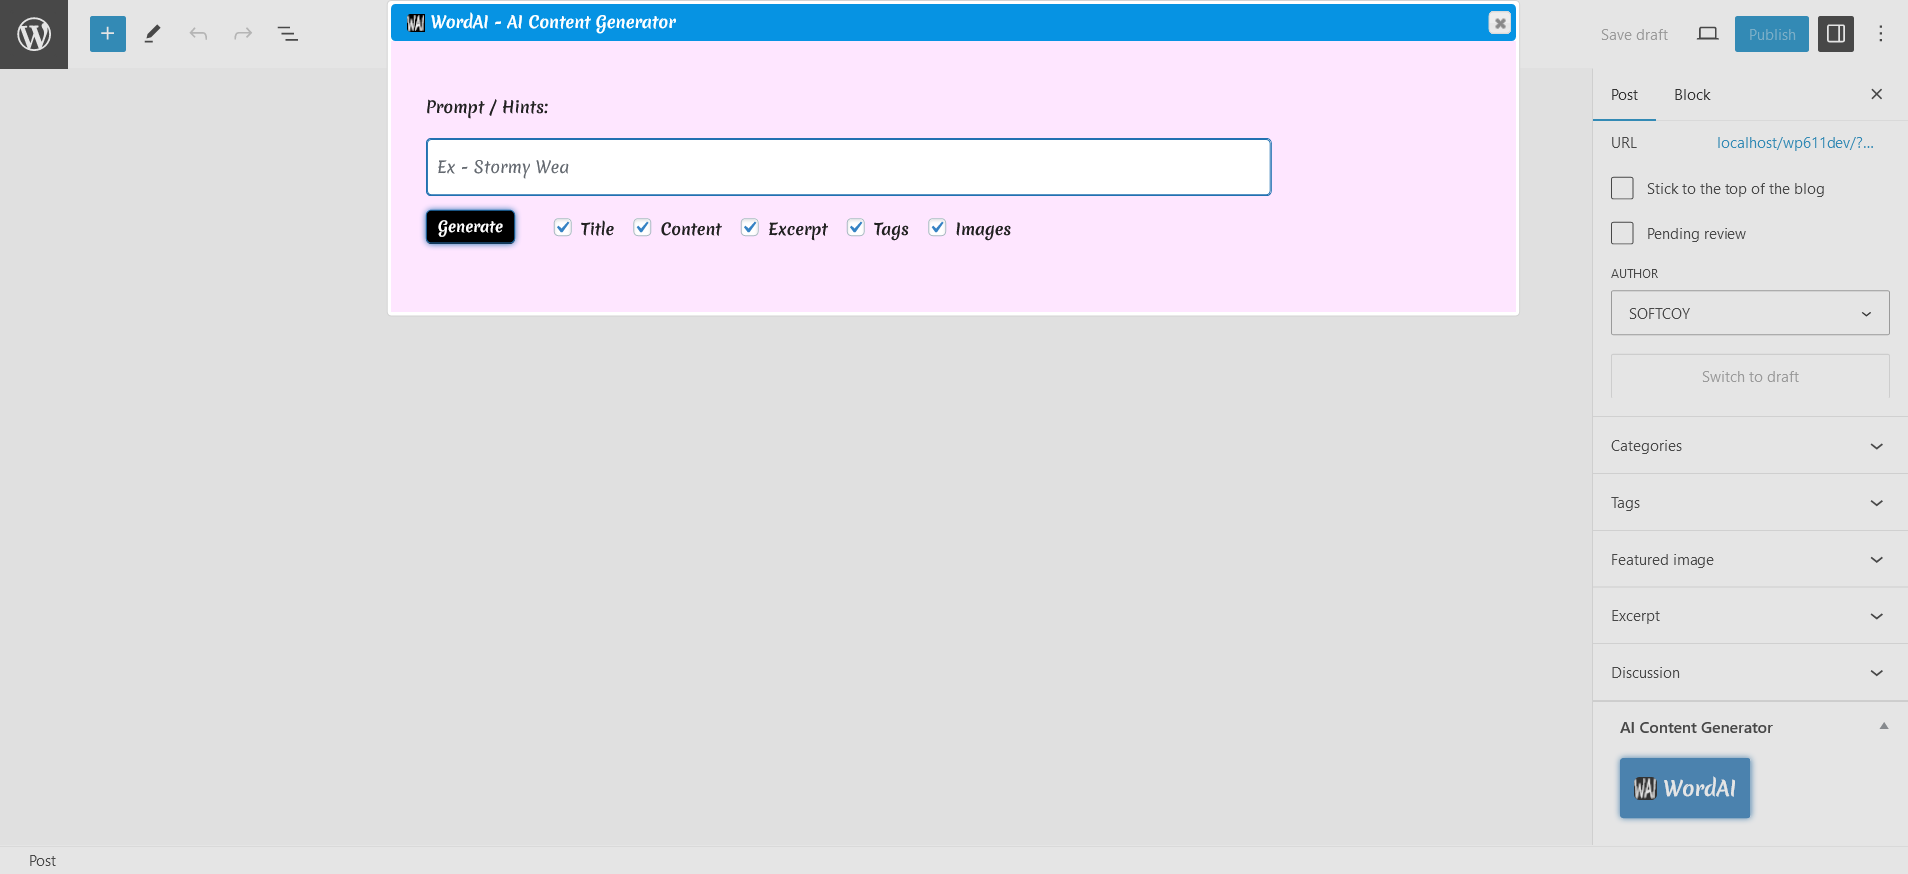 WAI WordAI - AI Content Generator
Save draft
Publish
Prompt / Hints:
Ex - Stormy Wea
Generate
Title Content Excerpt Tags Images
Post Block
URL localhost/wp611dev/?...
Stick to the top of the blog
Pending review
AUTHOR
SOFTCOY
Switch to draft
Categories
Tags
Featured image
Excerpt
Discussion
AI Content Generator
WAI WordAI
Post